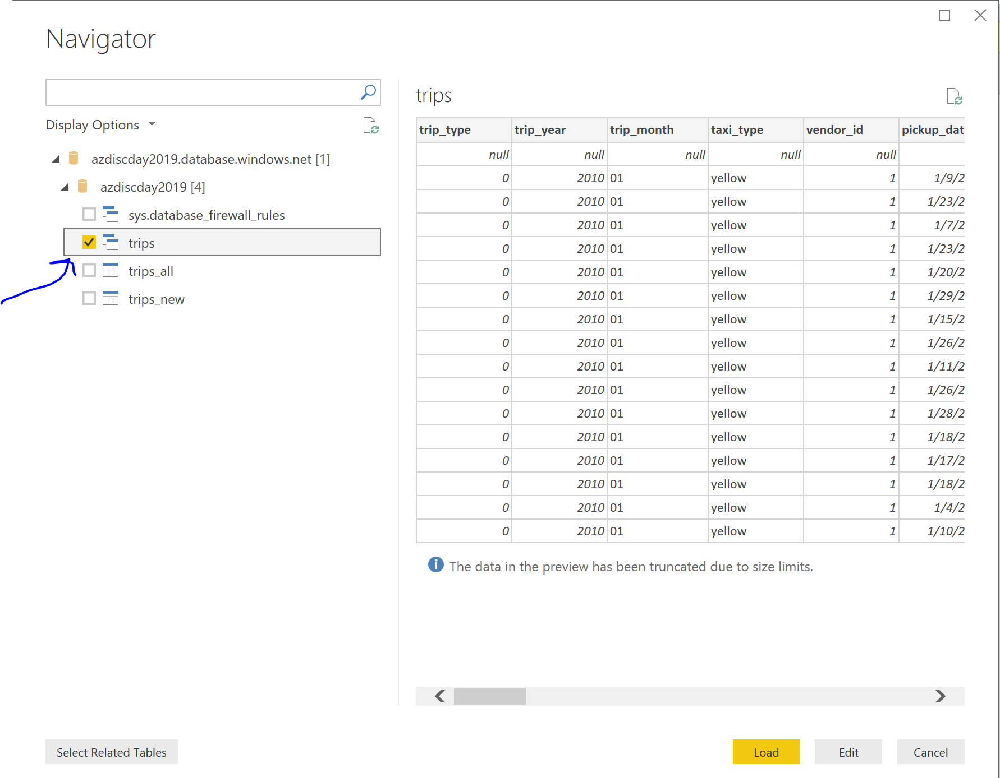 Navigator
Display Options
azdiscday2019.database.windows.net [1]
azdiscday2019 [4]
sys.database_firewall_rules
trips
trips_all
trips_new
trips
trip_type trip_year trip_month taxi_type vendor_id pickup_dat
null null null null null
0 2010 01 yellow 1 1/9/2
0 2010 01 yellow 1 1/23/2
0 2010 01 yellow 1 1/7/2
0 2010 01 yellow 1 1/23/2
0 2010 01 yellow 1 1/20/2
0 2010 01 yellow 1 1/29/2
0 2010 01 yellow 1 1/15/2
0 2010 01 yellow 1 1/26/2
0 2010 01 yellow 1 1/11/2
0 2010 01 yellow 1 1/26/2
0 2010 01 yellow 1 1/28/2
0 2010 01 yellow 1 1/18/2
0 2010 01 yellow 1 1/17/2
0 2010 01 yellow 1 1/18/2
0 2010 01 yellow 1 1/4/2
0 2010 01 yellow 1 1/10/2
The data in the preview has been truncated due to size limits.
Select Related Tables
Load Edit Cancel